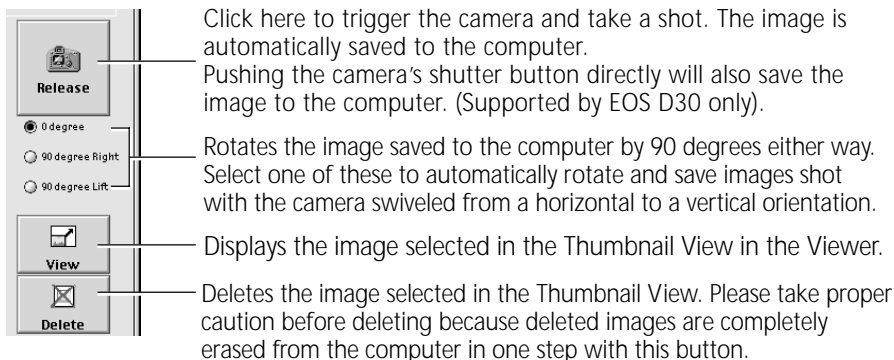 Release
Click here to trigger the camera and take a shot. The image is
automatically saved to the computer.
Pushing the camera's shutter button directly will also save the
image to the computer. (Supported by EOS D30 only).
0 degree
90 degree Right
90 degree Lift
Rotates the image saved to the computer by 90 degrees either way.
Select one of these to automatically rotate and save images shot
with the camera swiveled from a horizontal to a vertical orientation.
View
Displays the image selected in the Thumbnail View in the Viewer.
Delete
Deletes the image selected in the Thumbnail View. Please take proper
caution before deleting because deleted images are completely
erased from the computer in one step with this button.